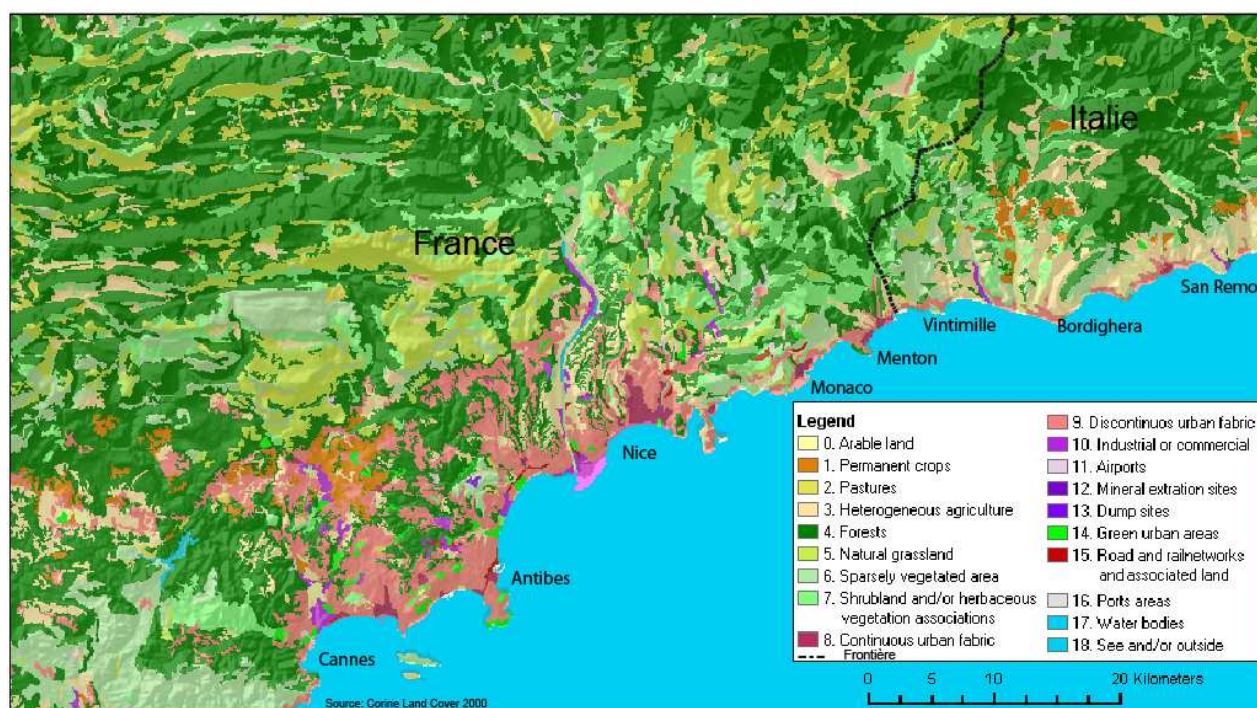 Italie
France
San Remo
Vintimille
Bordighera
Menton
Monaco
Nice
Antibes
Cannes
Legend
0. Arable land
1. Permanent crops
2. Pastures
3. Heterogeneous agriculture
4. Forests
5. Natural grassland
6. Sparsely vegetated area
7. Shrubland and/or herbaceous
vegetation associations
8. Continuous urban fabric
Frontière
9. Discontinuos urban fabric
10. Industrial or commercial
11. Airports
12. Mineral extration sites
13. Dump sites
14. Green urban areas
15. Road and railnetworks
and associated land
16. Ports areas
17. Water bodies
18. See and/or outside
0 5 10 20 Kilometers
Source: Corine Land Cover 2000